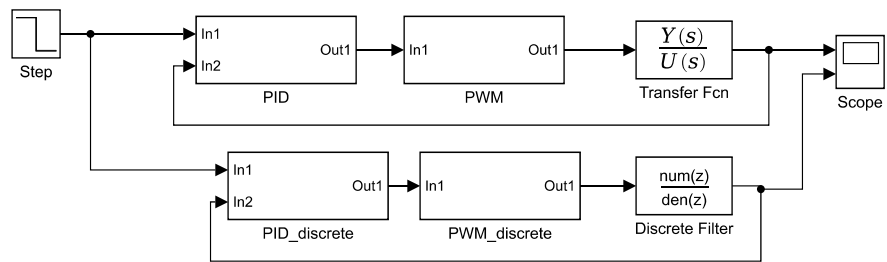 Step
In1
In2
Out1
PID
In1
Out1
PWM
Y(s)
U(s)
Transfer Fcn
Scope
In1
In2
Out1
PID_discrete
In1
Out1
PWM_discrete
num(z)
den(z)
Discrete Filter